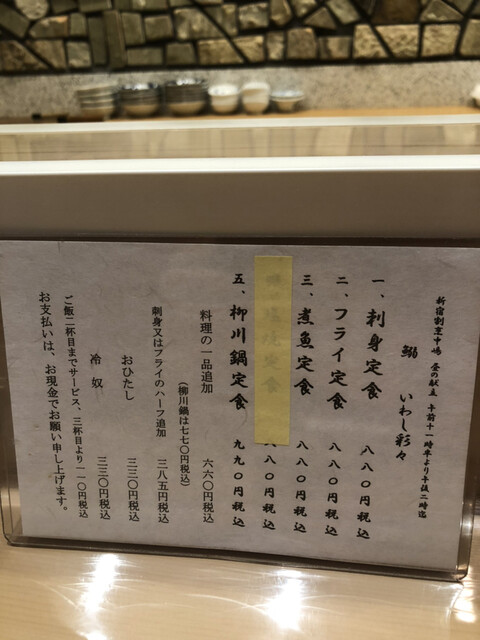 新宿割烹中嶋 昼の献立 午前十一時半より午後二時迄
鰯 いわし彩々
一、刺身定食 八八〇円税込
二、フライ定食 八八〇円税込
三、煮魚定食 八八〇円税込
八八〇円税込
五、柳川鍋定食 九九〇円税込
料理の一品追加 六六〇円税込
(柳川鍋は七七〇円税込)
刺身又はフライのハーフ追加 三八五円税込
おひたし 三三〇円税込
冷奴 三三〇円税込
ご飯二杯目までサービス、三杯目より一一〇円税込
お支払いは、お現金でお願い申し上げます。